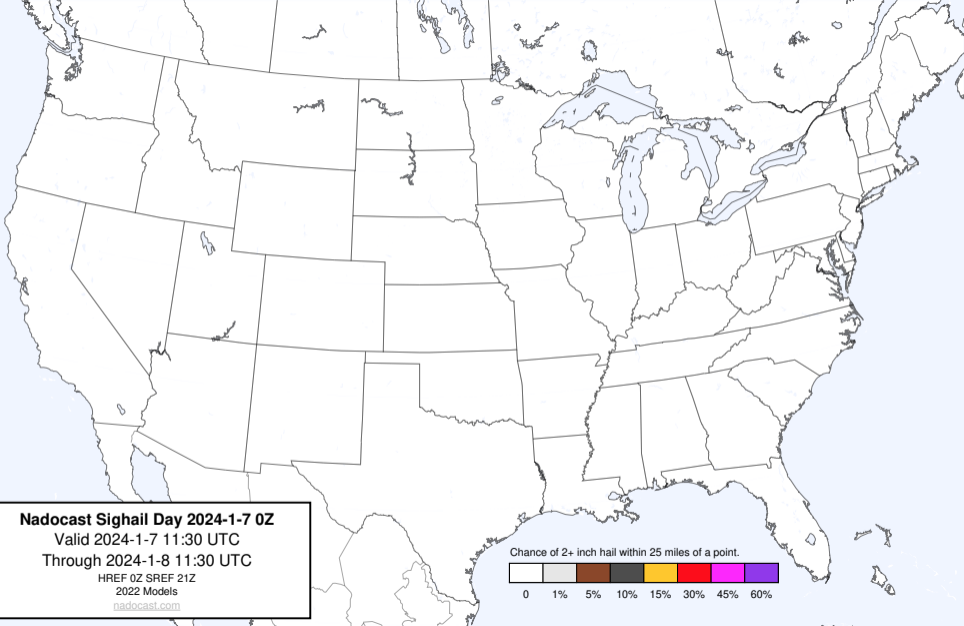 Nadocast Sighail Day 2024-1-7 0Z
Valid 2024-1-7 11:30 UTC
Through 2024-1-8 11:30 UTC
HREF 0Z SREF 21Z
2022 Models
nadocast.com
Chance of 2+ inch hail within 25 miles of a point.
0 1% 5% 10% 15% 30% 45% 60%